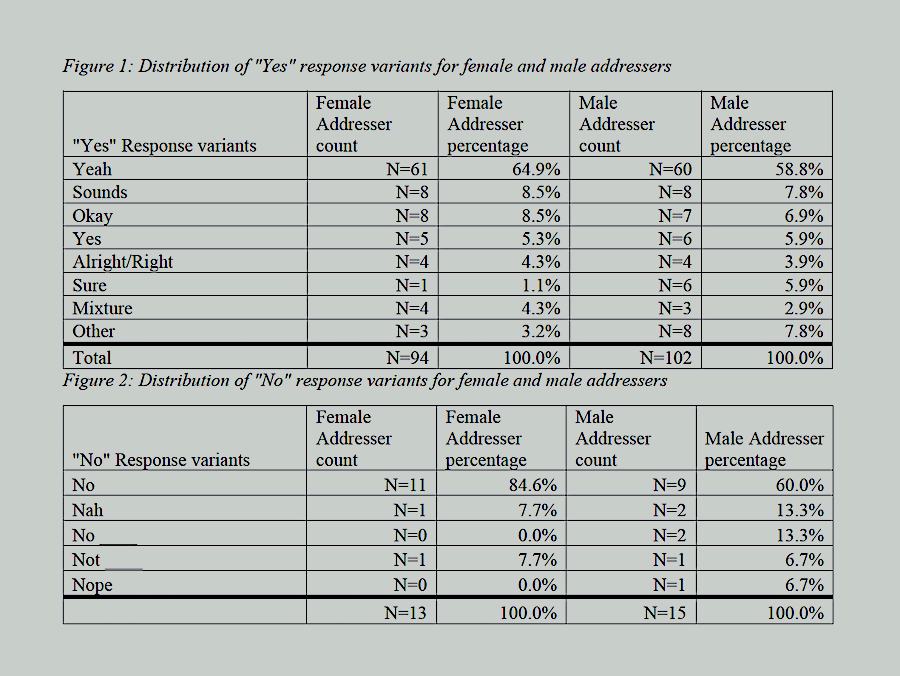 Figure 1: Distribution of "Yes" response variants for female and male addressers
"Yes" Response variants Female Addresser count Female Addresser percentage Male Addresser count Male Addresser percentage
Yeah N=61 64.9% N=60 58.8%
Sounds N=8 8.5% N=8 7.8%
Okay N=8 8.5% N=7 6.9%
Yes N=5 5.3% N=6 5.9%
Alright/Right N=4 4.3% N=4 3.9%
Sure N=1 1.1% N=6 5.9%
Mixture N=4 4.3% N=3 2.9%
Other N=3 3.2% N=8 7.8%
Total N=94 100.0% N=102 100.0%
Figure 2: Distribution of "No" response variants for female and male addressers
"No" Response variants Female Addresser count Female Addresser percentage Male Addresser count Male Addresser percentage
No N=11 84.6% N=9 60.0%
Nah N=1 7.7% N=2 13.3%
No ____ N=0 0.0% N=2 13.3%
Not ____ N=1 7.7% N=1 6.7%
Nope N=0 0.0% N=1 6.7%
N=13 100.0% N=15 100.0%